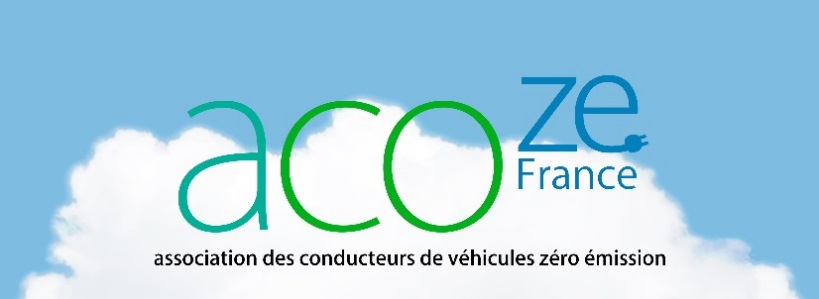 aco ze
France
association des conducteurs de véhicules zéro émission